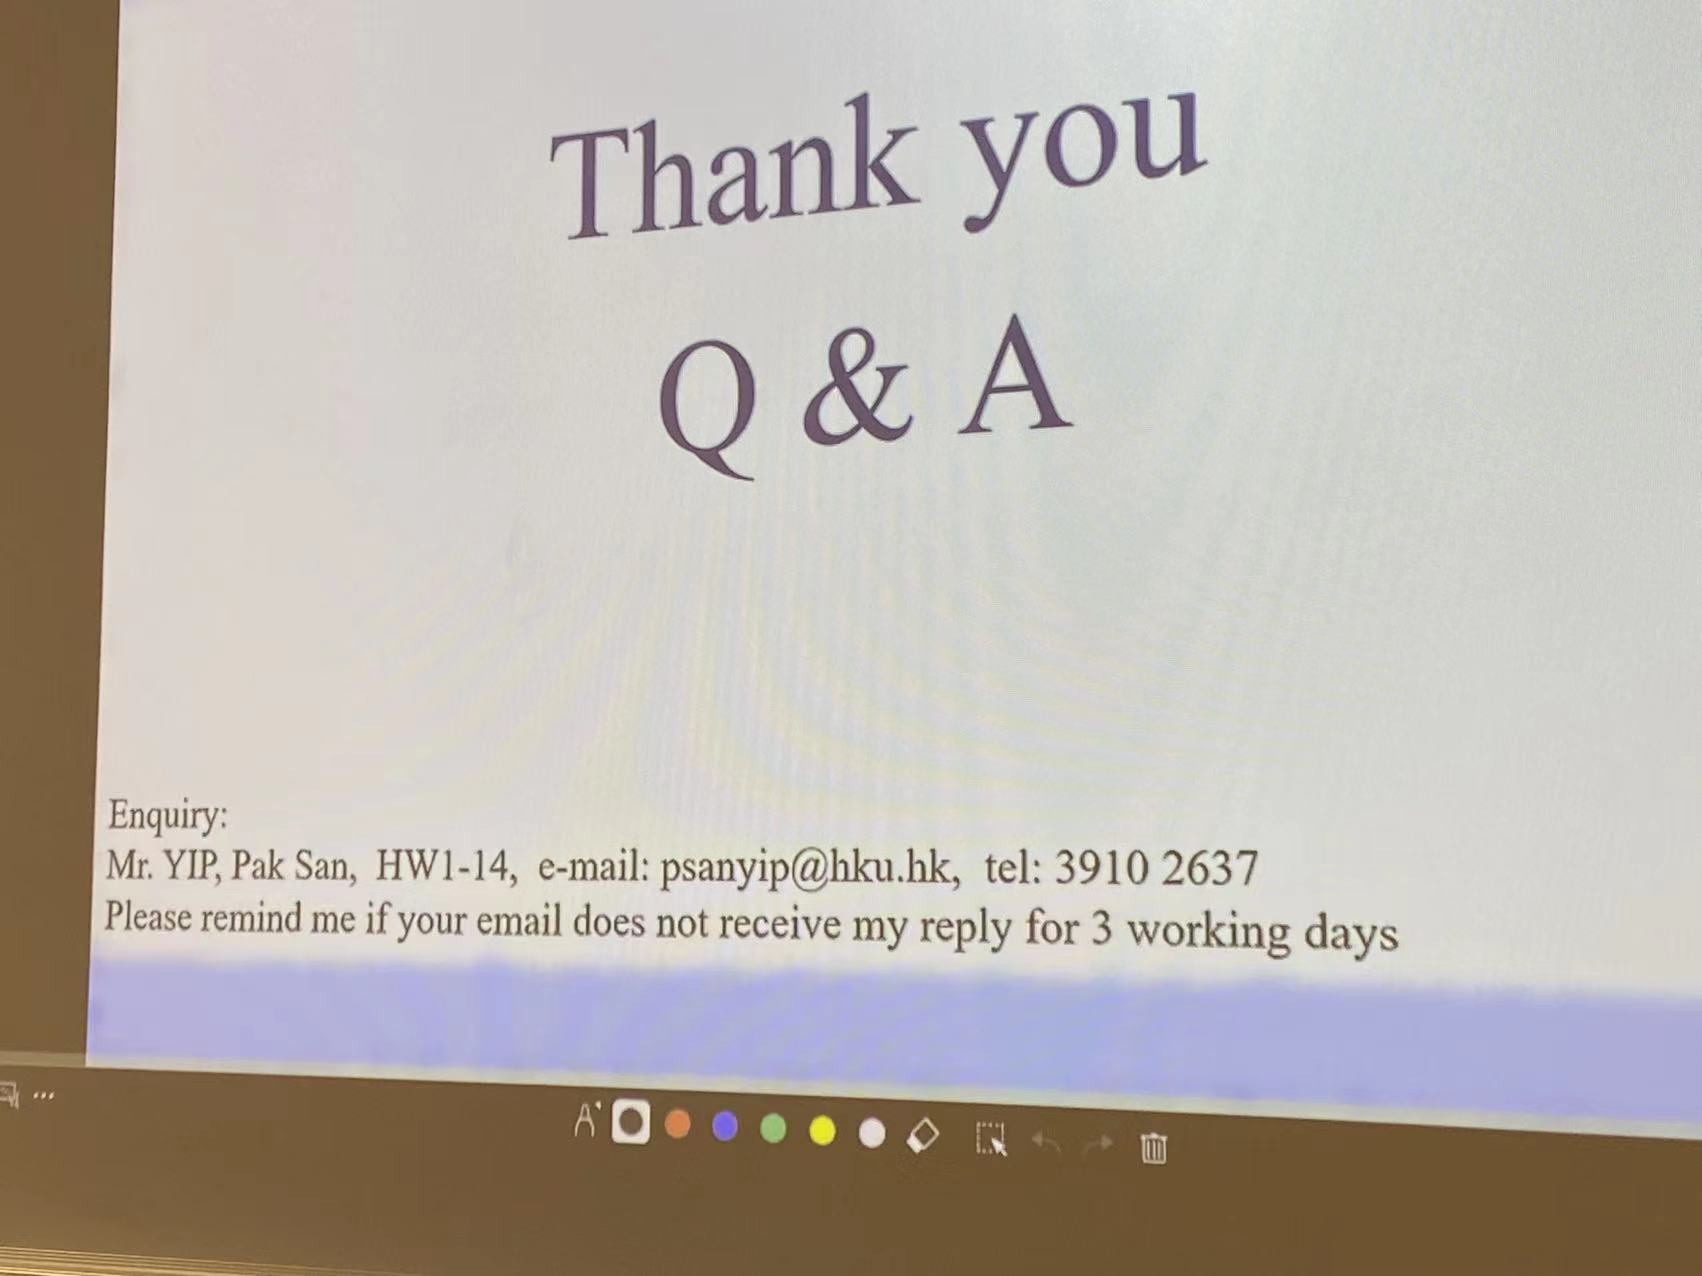 Thank you
Q & A
Enquiry:
Mr. YIP, Pak San, HW1-14, e-mail: psanyip@hku.hk, tel: 3910 2637
Please remind me if your email does not receive my reply for 3 working days